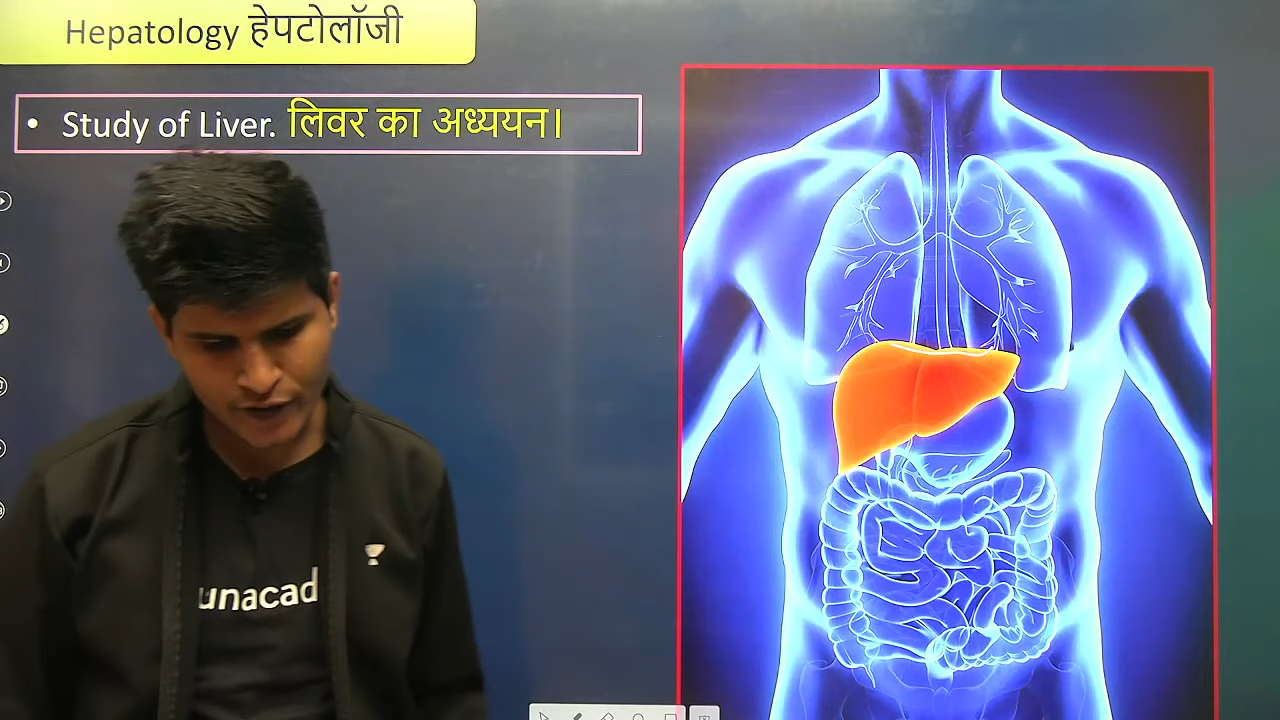 Hepatology हेपटोलॉजी
• Study of Liver. लिवर का अध्ययन।
unacad